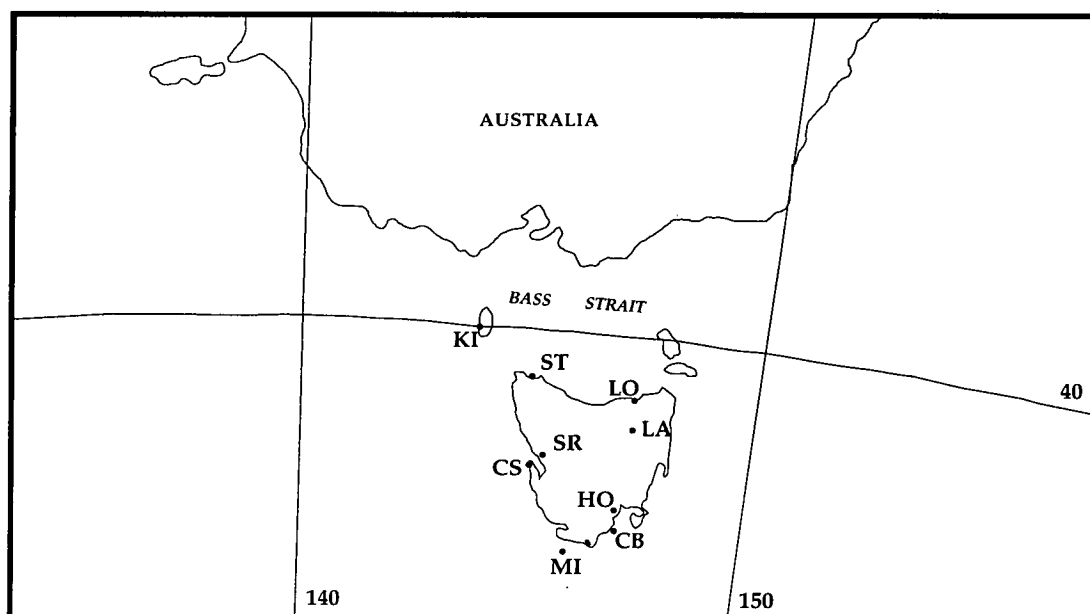 AUSTRALIA
BASS STRAIT
KI
ST
LO
40
LA
SR
CS
HO
CB
MI
140
150